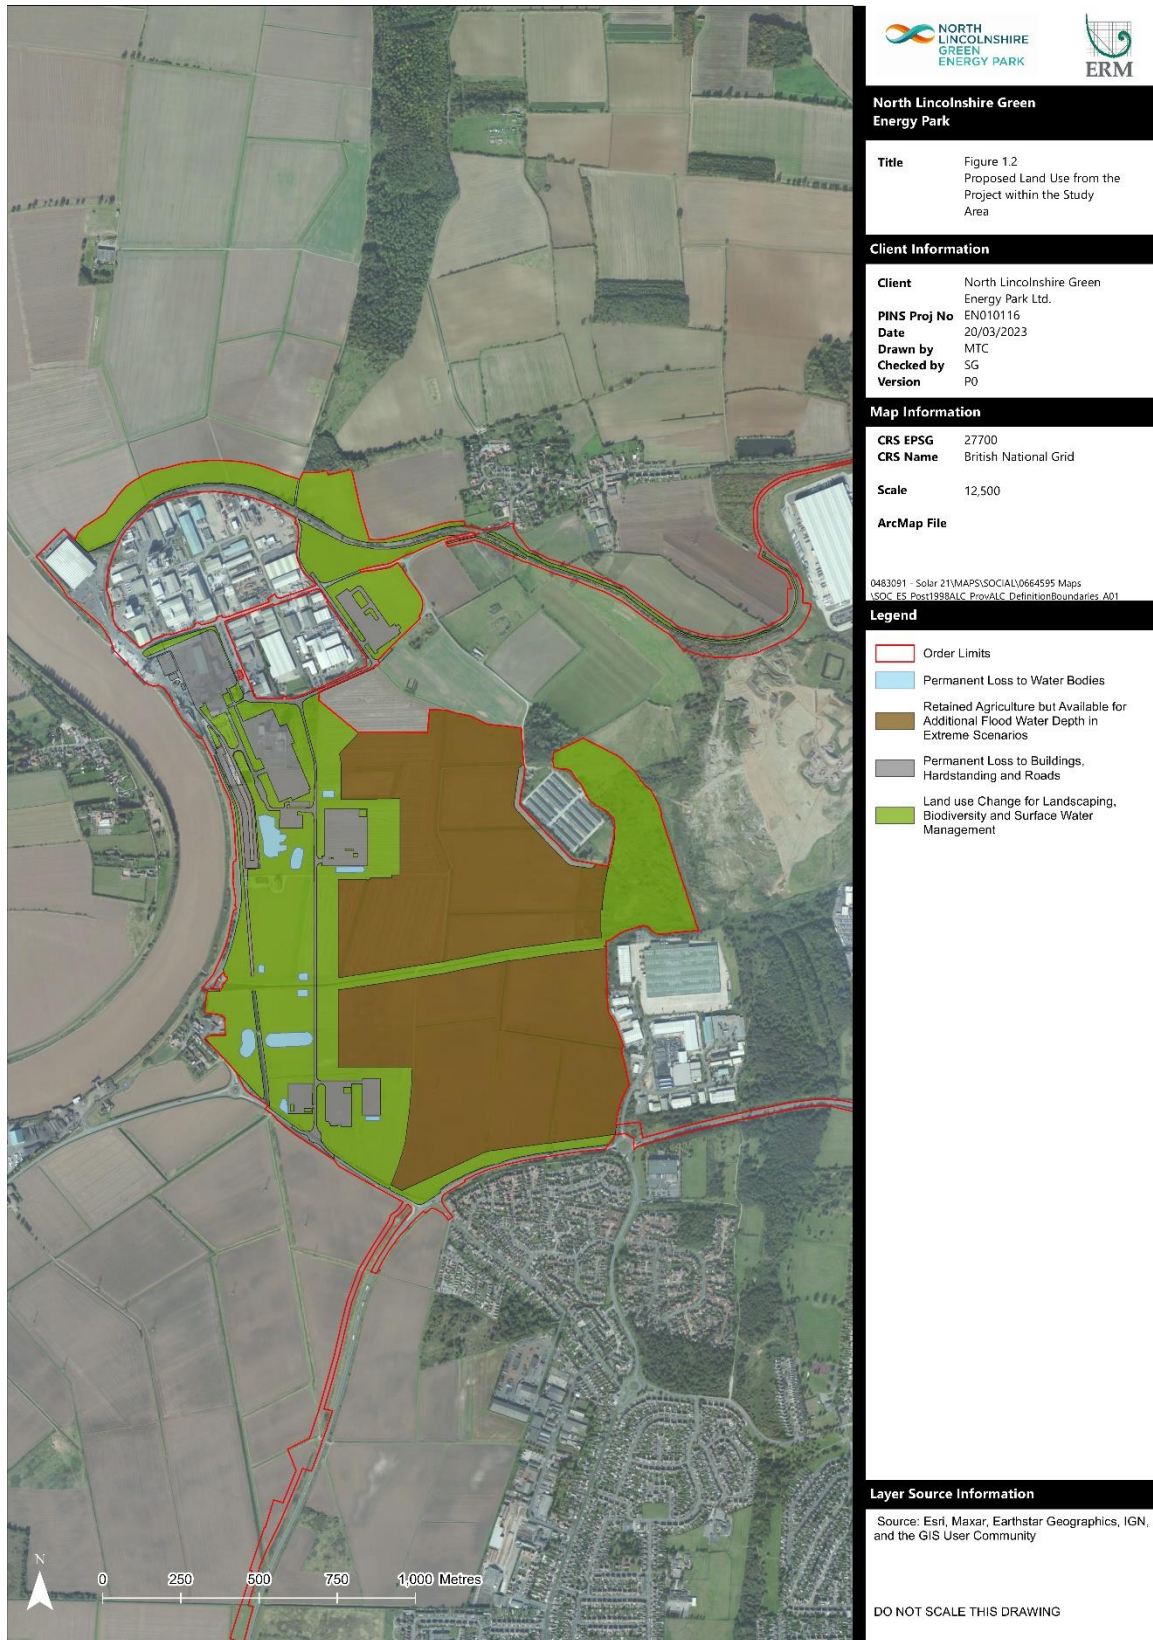 NORTH
LINCOLNSHIRE
GREEN
ENERGY PARK
ERM
North Lincolnshire Green
Energy Park
Title Figure 1.2
Proposed Land Use from the
Project within the Study
Area
Client Information
Client North Lincolnshire Green
Energy Park Ltd.
PINS Proj No EN010116
Date 20/03/2023
Drawn by MTC
Checked by SG
Version P0
Map Information
CRS EPSG 27700
CRS Name British National Grid
Scale 12,500
ArcMap File
0483091 - Solar 21\MAPS\SOCIAL\0664595 Maps
\SOC_ES_Post1998ALC_ProvALC_DefinitionBoundaries_A01
Legend
Order Limits
Permanent Loss to Water Bodies
Retained Agriculture but Available for
Additional Flood Water Depth in
Extreme Scenarios
Permanent Loss to Buildings,
Hardstanding and Roads
Land use Change for Landscaping,
Biodiversity and Surface Water
Management
Layer Source Information
Source: Esri, Maxar, Earthstar Geographics, IGN,
and the GIS User Community
DO NOT SCALE THIS DRAWING
N
0 250 500 750 1,000 Metres